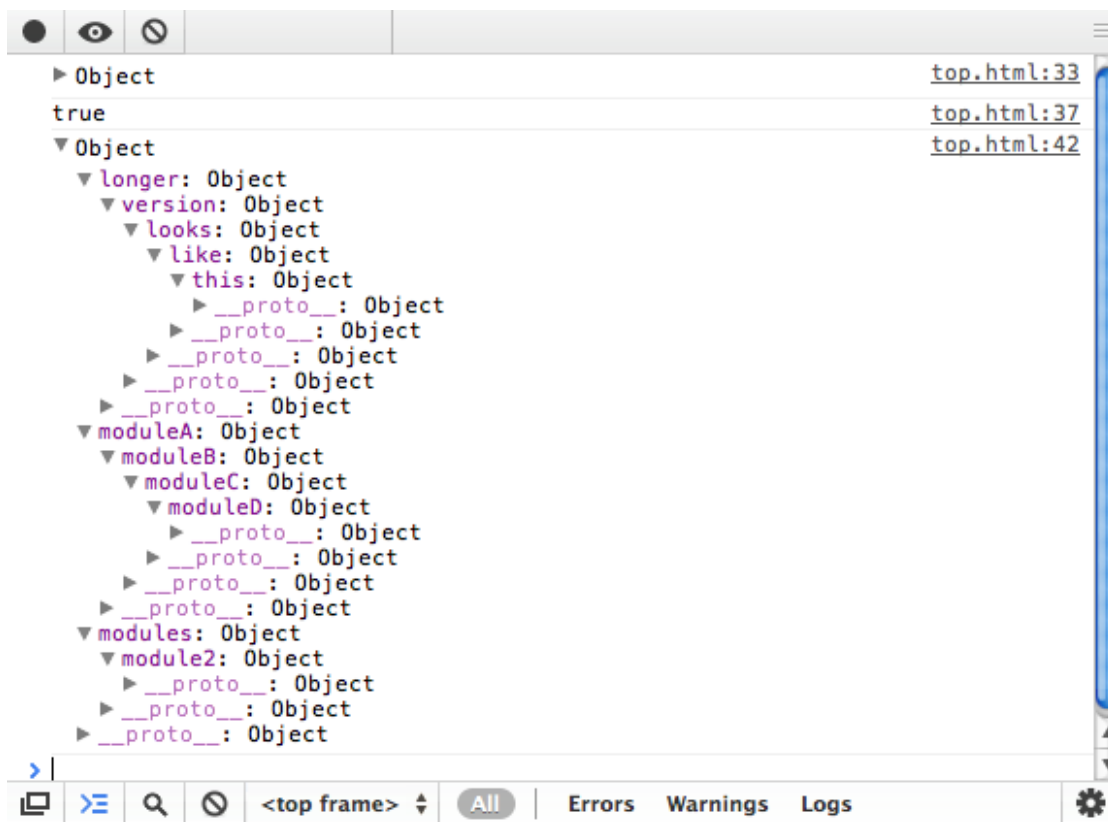 ▶ Object top.html:33
true top.html:37
▼ Object top.html:42
▼ longer: Object
▼ version: Object
▼ looks: Object
▼ like: Object
▼ this: Object
▶ __proto__: Object
▶ __proto__: Object
▶ __proto__: Object
▶ __proto__: Object
▶ __proto__: Object
▼ moduleA: Object
▼ moduleB: Object
▼ moduleC: Object
▼ moduleD: Object
▶ __proto__: Object
▶ __proto__: Object
▶ __proto__: Object
▶ __proto__: Object
▼ modules: Object
▼ module2: Object
▶ __proto__: Object
▶ __proto__: Object
▶ __proto__: Object
<top frame> All Errors Warnings Logs